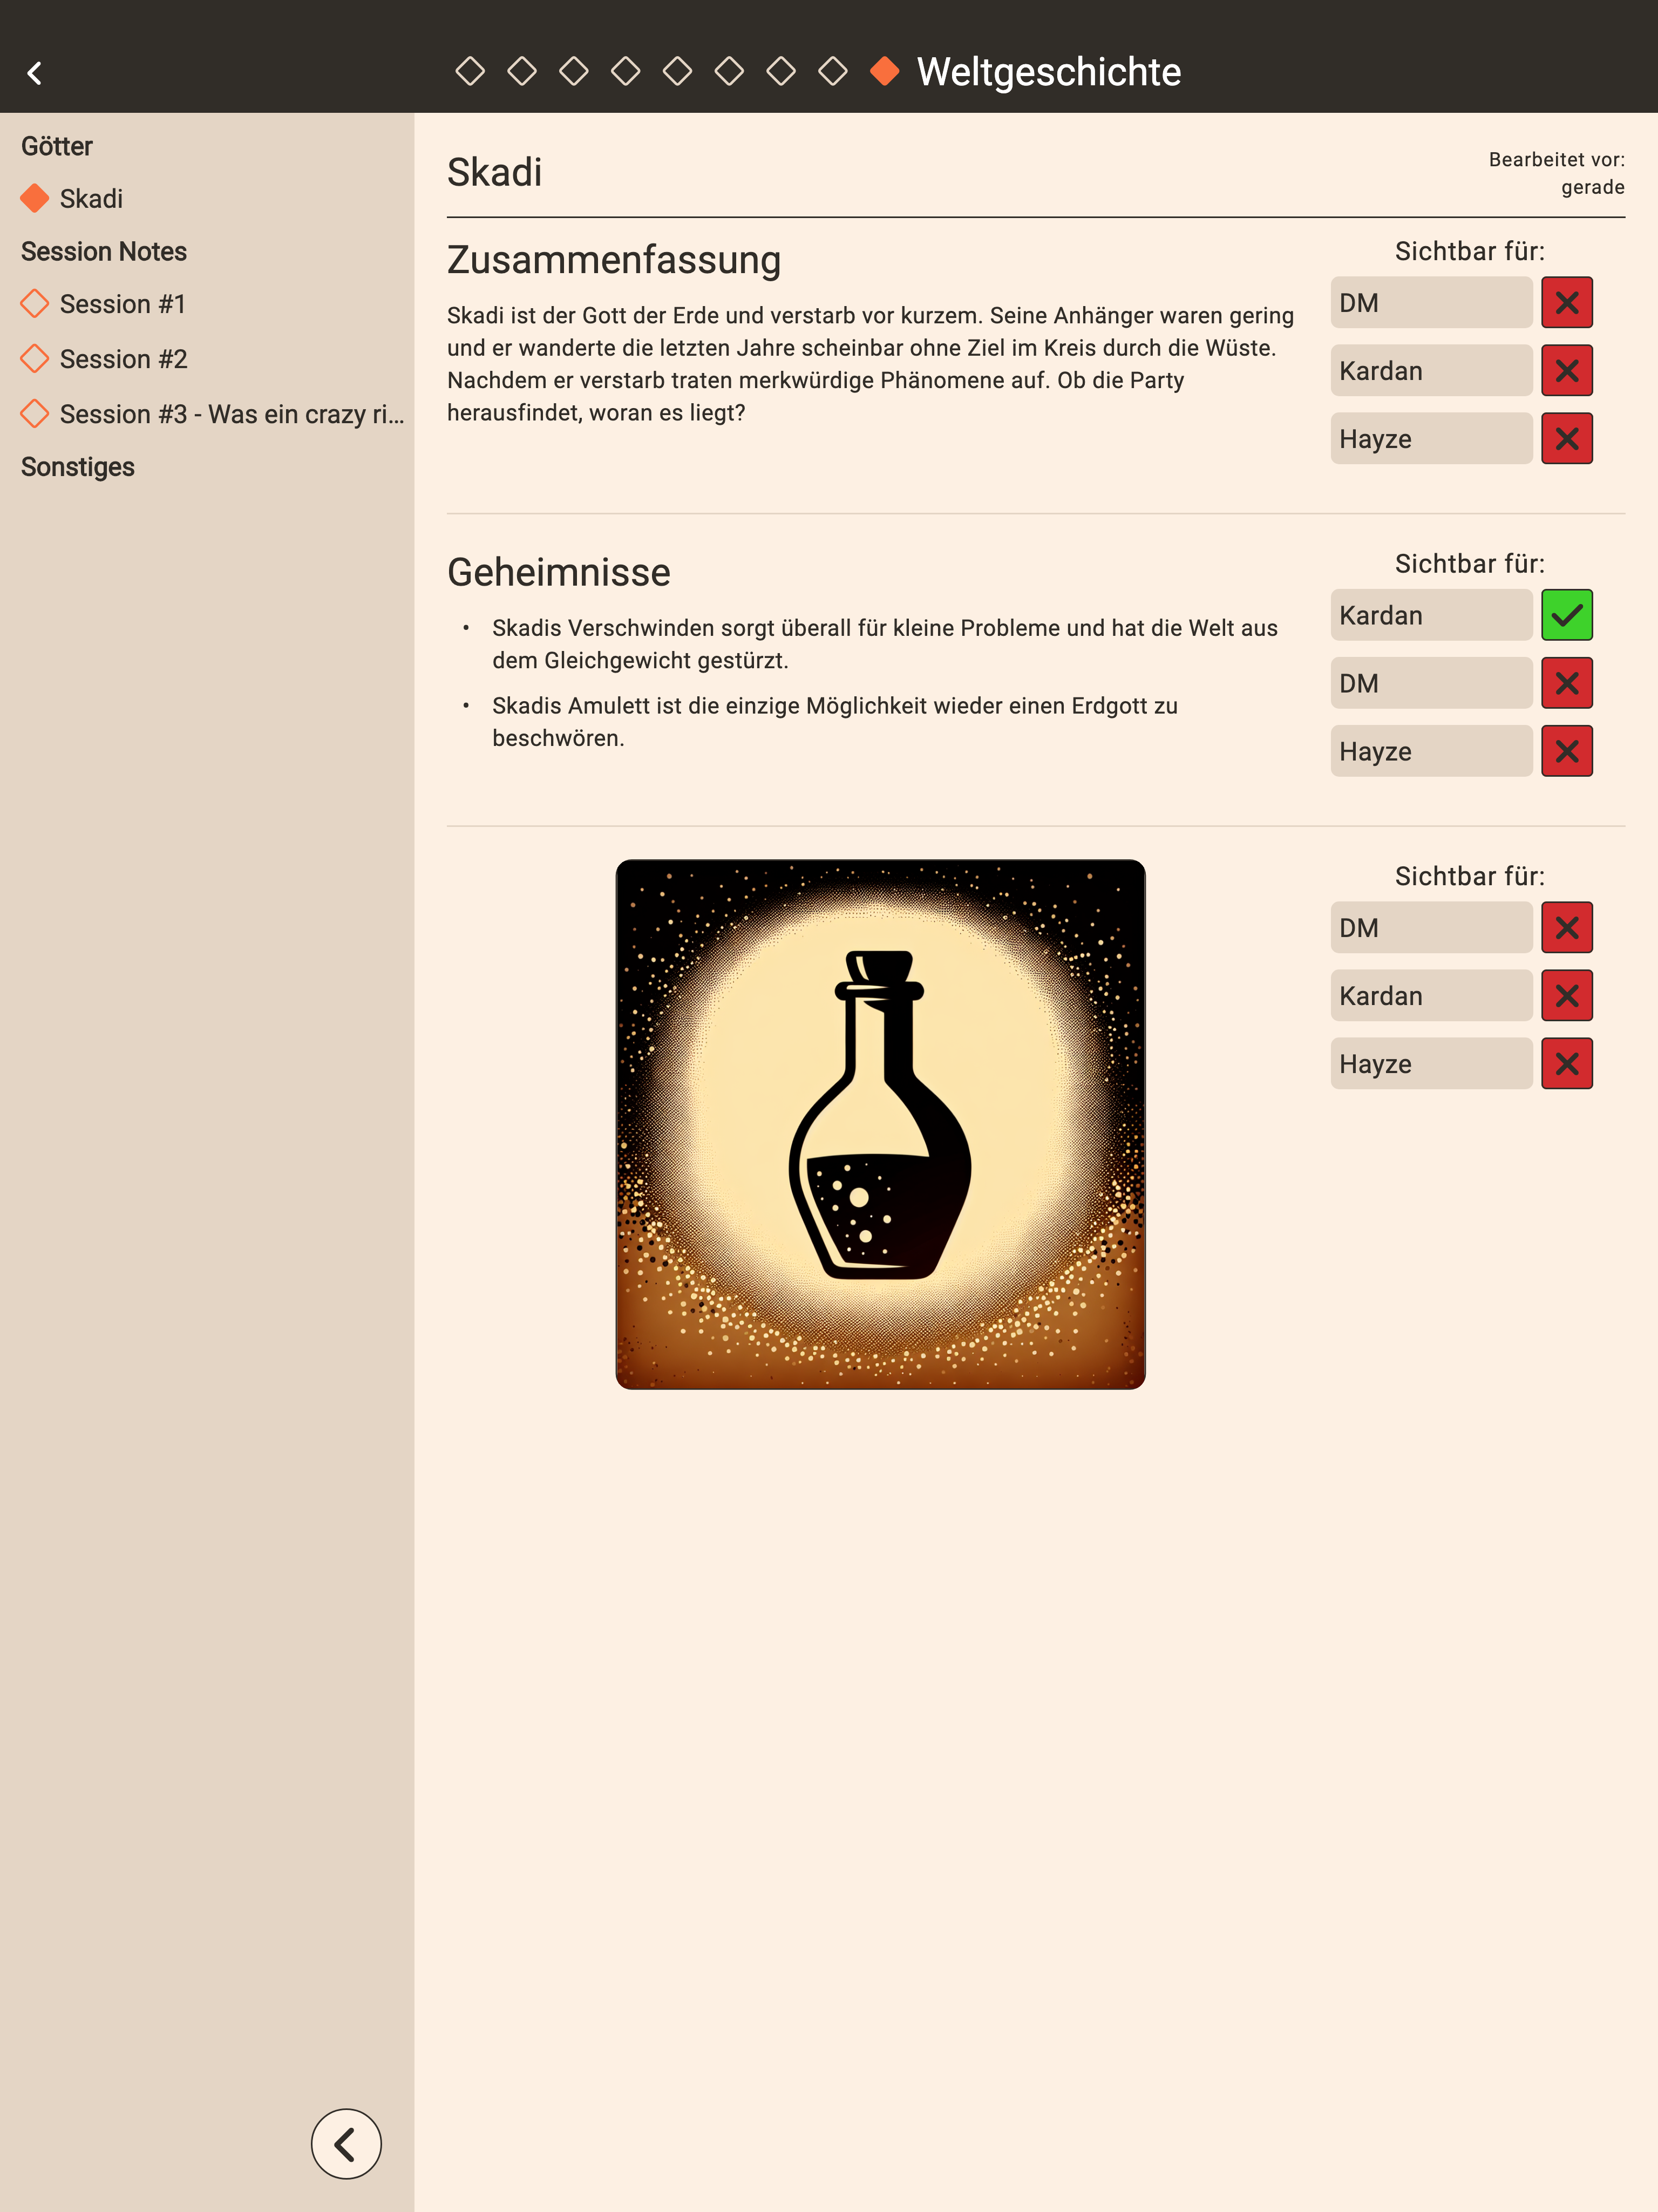 Weltgeschichte
Götter
Skadi
Session Notes
Session #1
Session #2
Session #3 - Was ein crazy ri...
Sonstiges
Skadi
Bearbeitet vor:
gerade
Zusammenfassung
Skadi ist der Gott der Erde und verstarb vor kurzem. Seine Anhänger waren gering
und er wanderte die letzten Jahre scheinbar ohne Ziel im Kreis durch die Wüste.
Nachdem er verstarb traten merkwürdige Phänomene auf. Ob die Party
herausfindet, woran es liegt?
Sichtbar für:
DM
Kardan
Hayze
Geheimnisse
• Skadis Verschwinden sorgt überall für kleine Probleme und hat die Welt aus
dem Gleichgewicht gestürzt.
• Skadis Amulett ist die einzige Möglichkeit wieder einen Erdgott zu
beschwören.
Sichtbar für:
Kardan
DM
Hayze
Sichtbar für:
DM
Kardan
Hayze